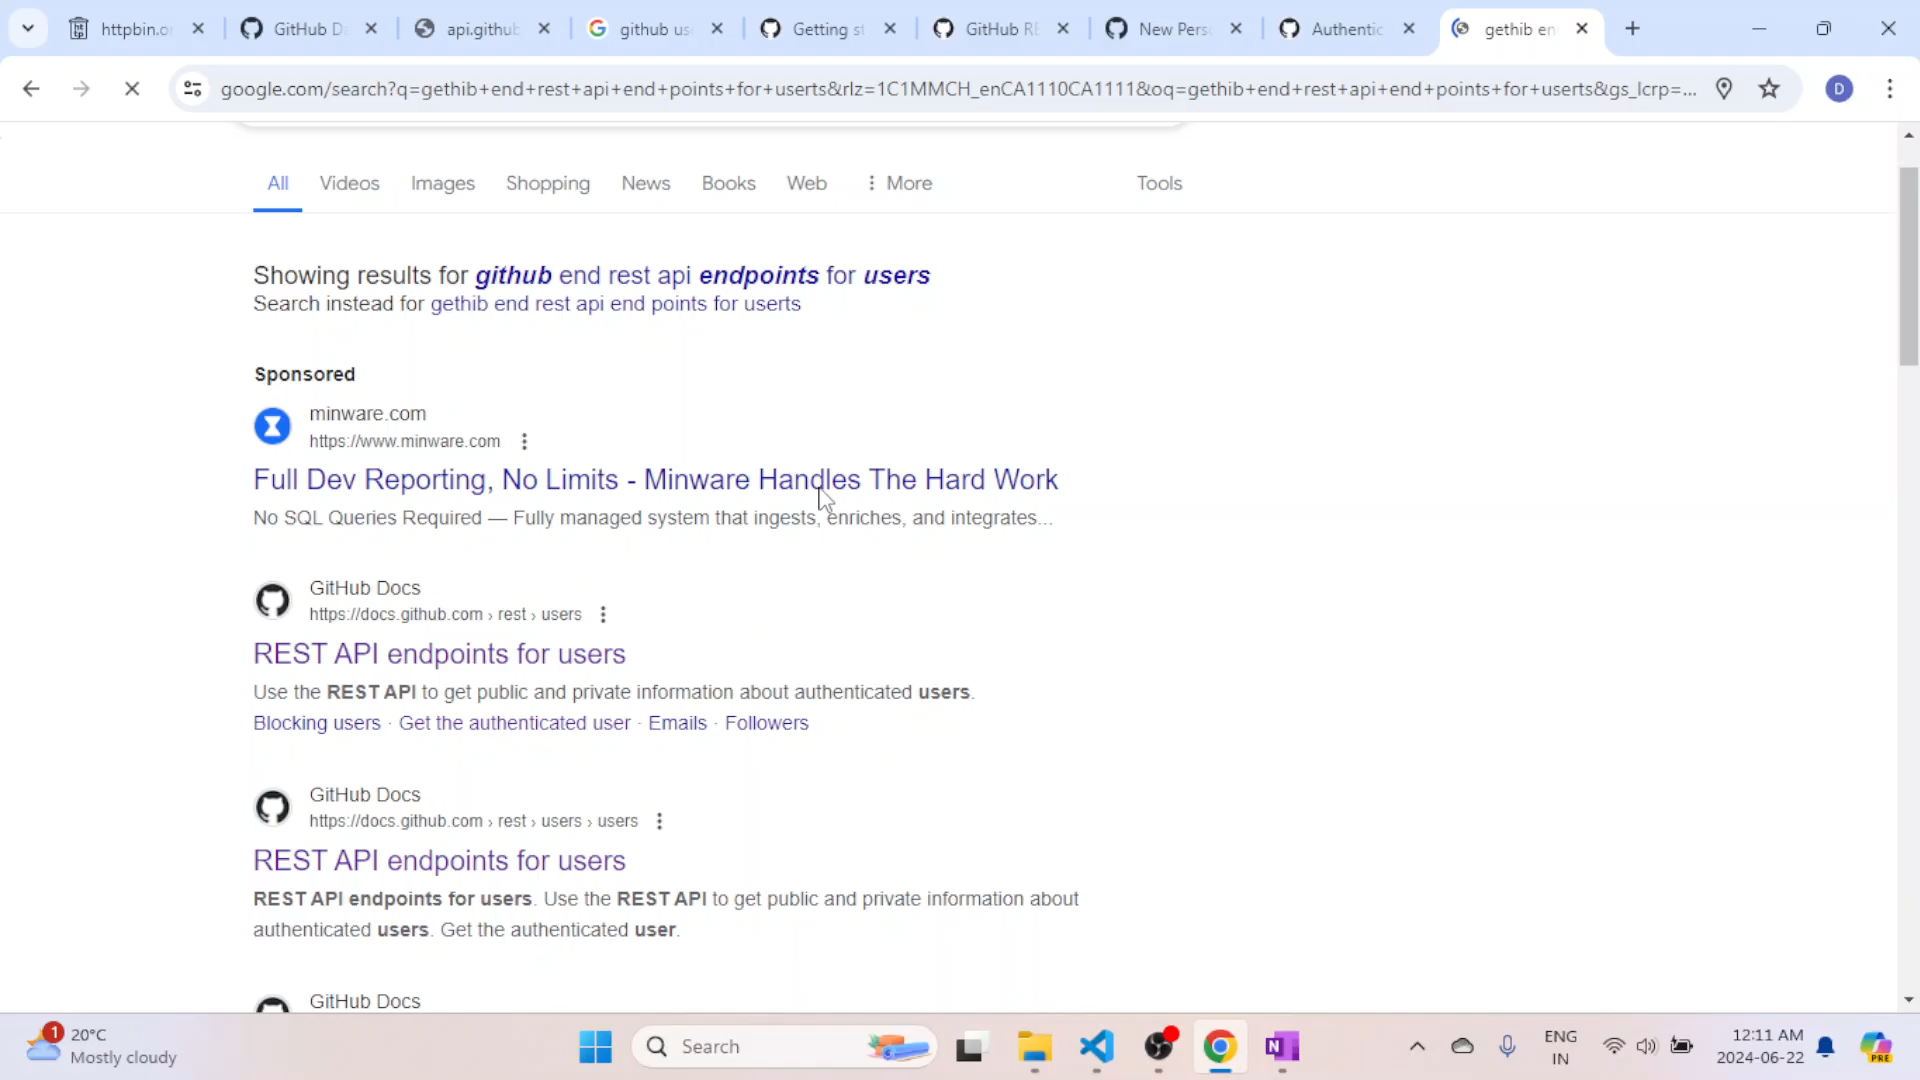 httpbin.or
GitHub Da
api.github
github use
Getting st
GitHub RE
New Perso
Authentic
gethib en
google.com/search?q=gethib+end+rest+api+end+points+for+userts&rlz=1C1MMCH_enCA1110CA1111&oq=gethib+end+rest+api+end+points+for+userts&gs_lcrp=...
D
All
Videos
Images
Shopping
News
Books
Web
More
Tools
Showing results for github end rest api endpoints for users
Search instead for gethib end rest api end points for userts
Sponsored
minware.com
https://www.minware.com
Full Dev Reporting, No Limits - Minware Handles The Hard Work
No SQL Queries Required — Fully managed system that ingests, enriches, and integrates...
GitHub Docs
https://docs.github.com › rest › users
REST API endpoints for users
Use the REST API to get public and private information about authenticated users.
Blocking users · Get the authenticated user · Emails · Followers
GitHub Docs
https://docs.github.com › rest › users › users
REST API endpoints for users
REST API endpoints for users. Use the REST API to get public and private information about
authenticated users. Get the authenticated user.
GitHub Docs
1
20°C
Mostly cloudy
Search
N
ENG
IN
12:11 AM
2024-06-22
PRE